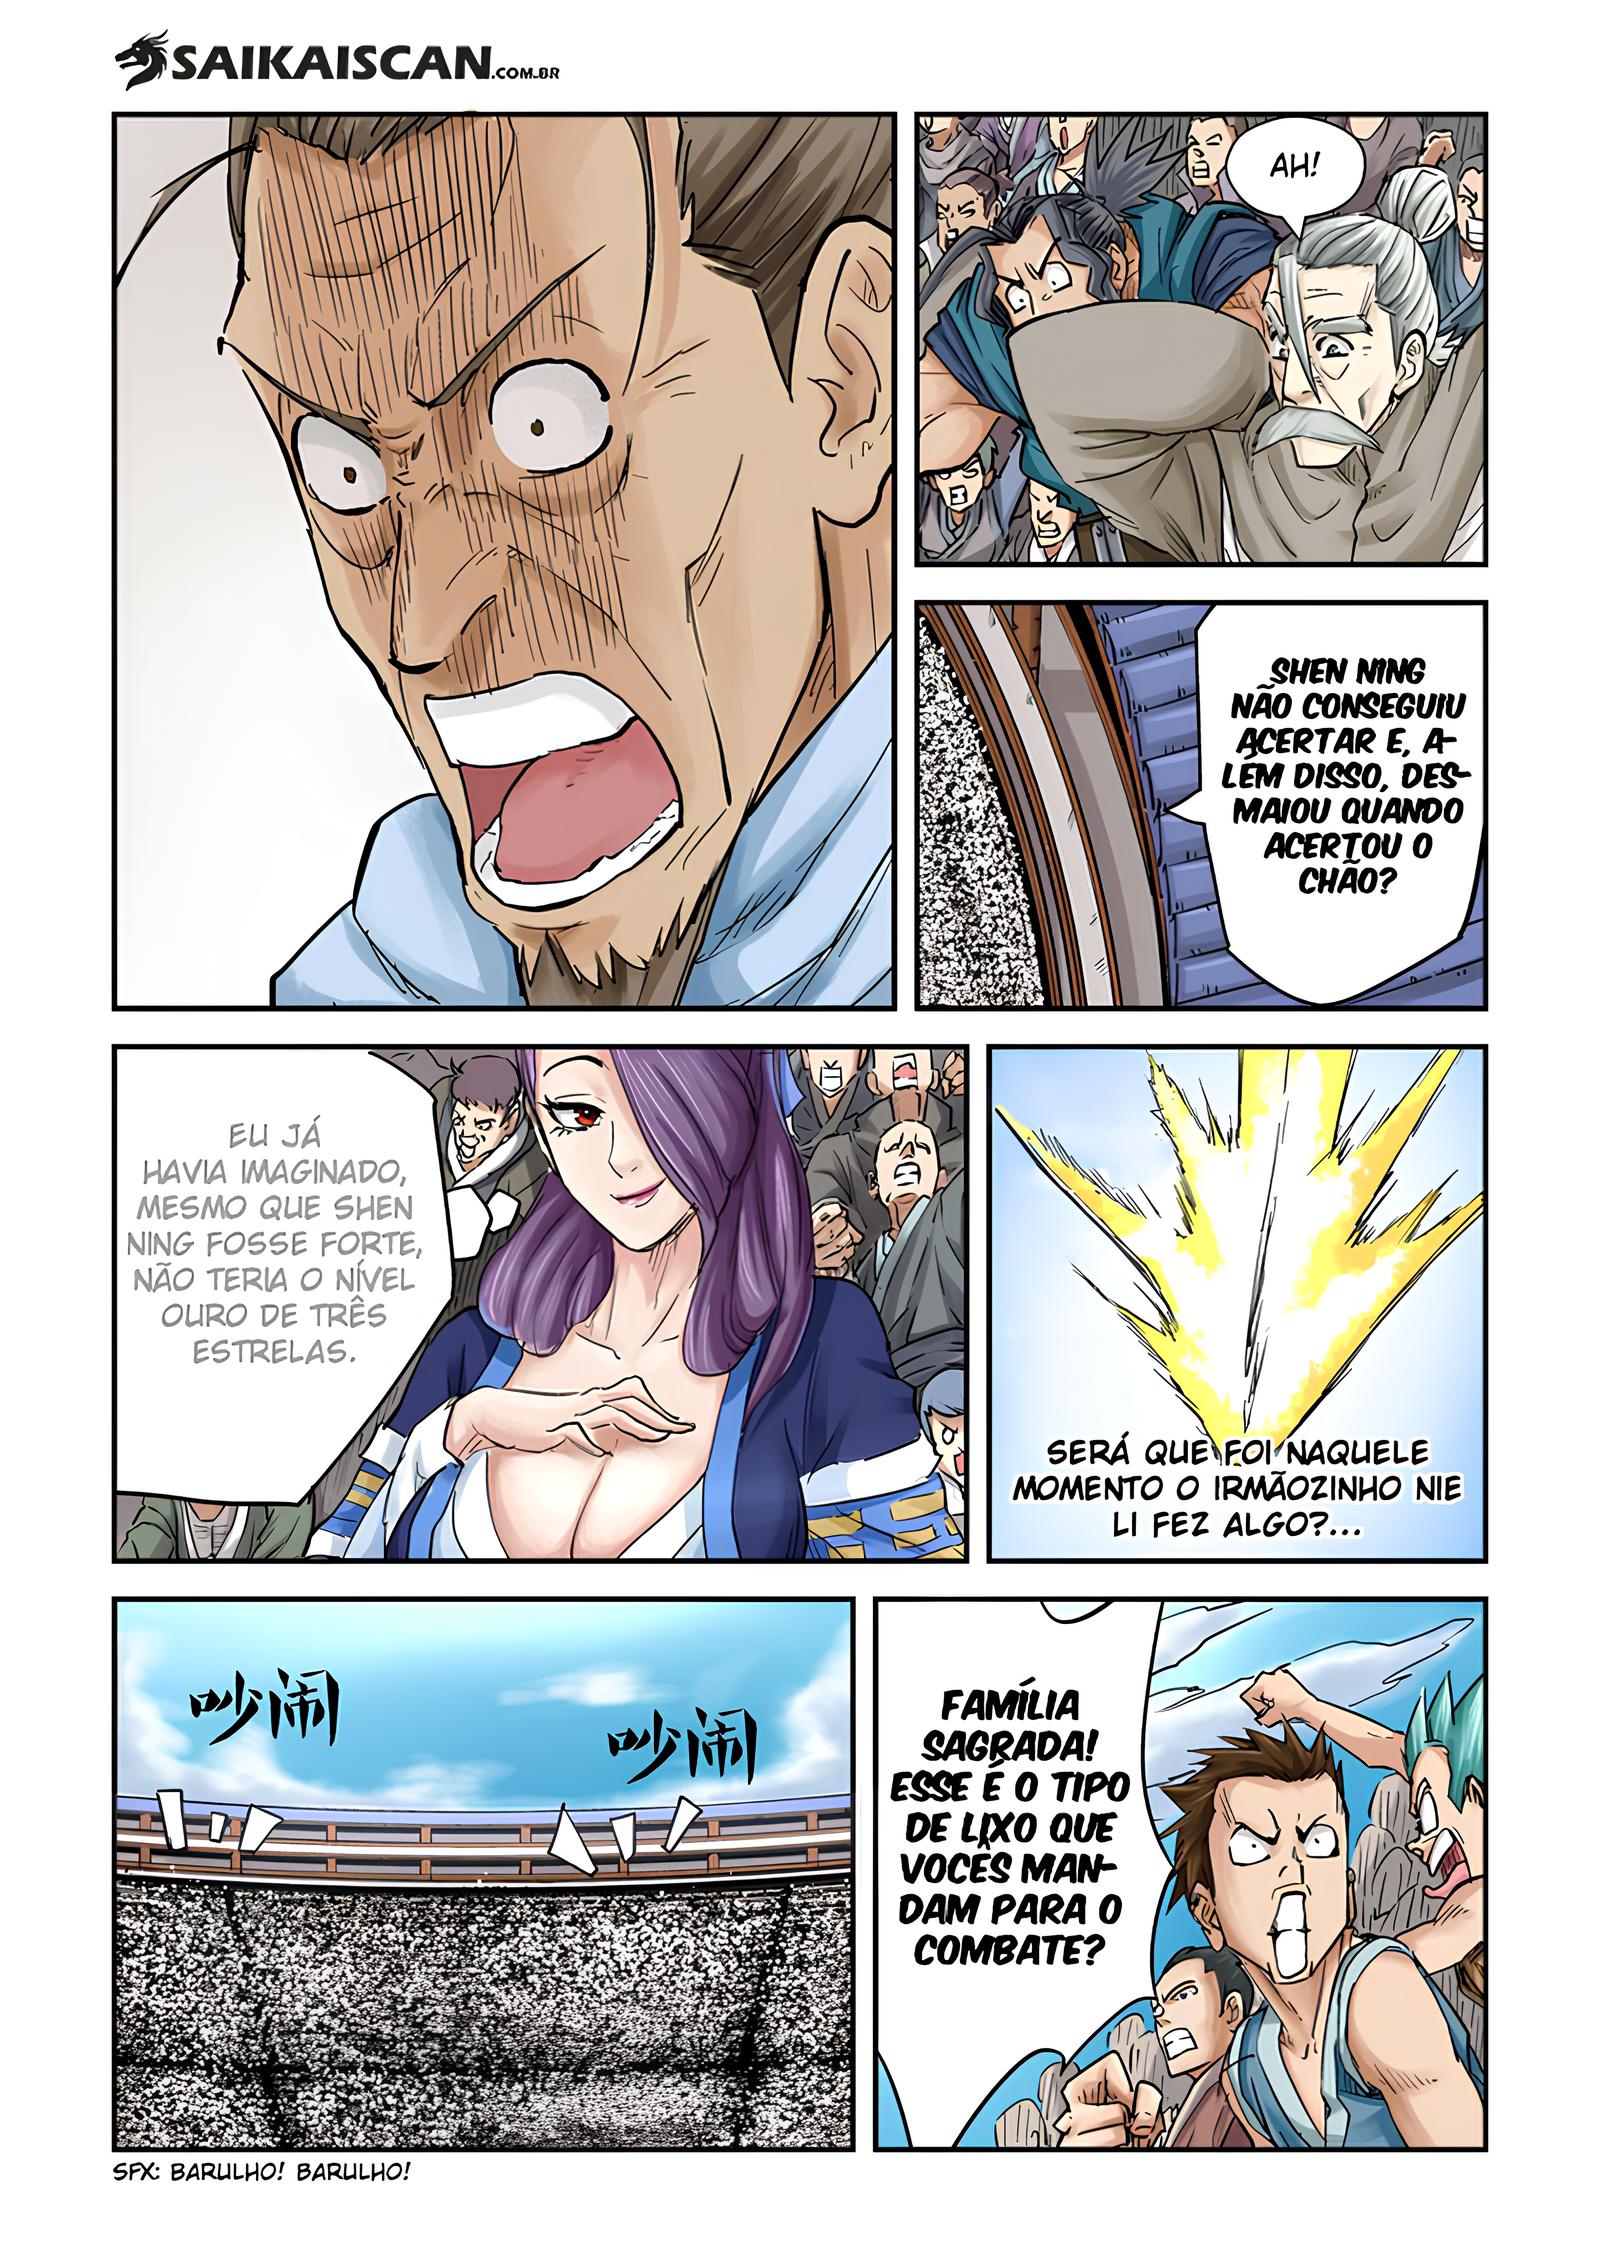 SAIKAISCAN.COM.BR
AH!
SHEN NING
NÃO CONSEGUIU
ACERTAR E, A-
LÉM DISSO, DES-
MAIOU QUANDO
ACERTOU O
CHÃO?
EU JÁ
HAVIA IMAGINADO,
MESMO QUE SHEN
NING FOSSE FORTE,
NÃO TERIA O NÍVEL
OURO DE TRÊS
ESTRELAS.
SERÁ QUE FOI NAQUELE
MOMENTO O IRMÃOZINHO NIE
LI FEZ ALGO?...
吵闹
吵闹
FAMÍLIA
SAGRADA!
ESSE É O TIPO
DE LIXO QUE
VOCÊS MAN-
DAM PARA O
COMBATE?
SFX: BARULHO! BARULHO!